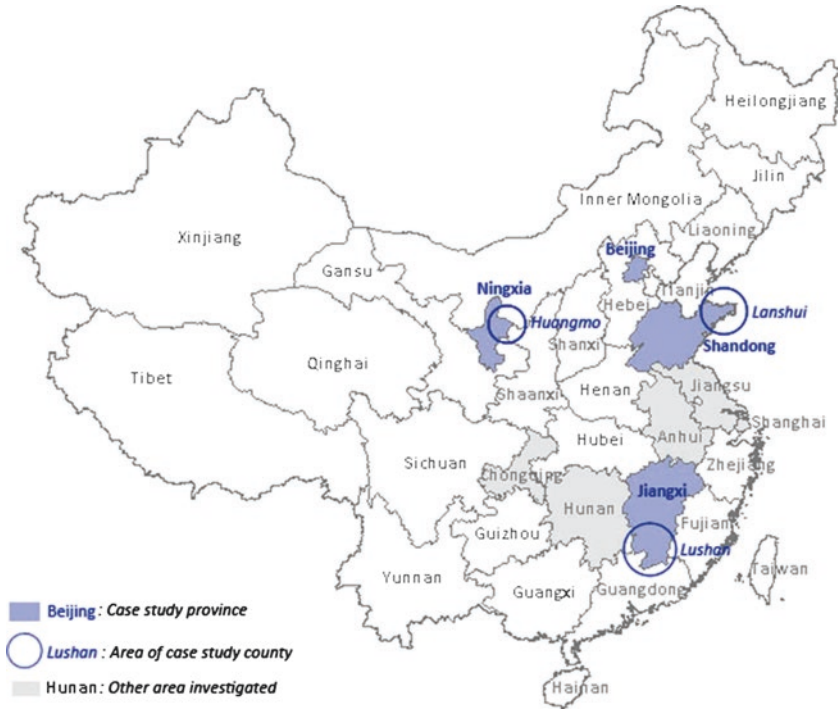 Heilongjiang
Jilin
Inner Mongolia
Liaoning
Xinjiang
Beijing
Gansu
Tianjin
Ningxia
Hebei
Lanshui
Huangmo
Shanxi
Shandong
Qinghai
Tibet
Shaanxi
Henan
Jiangsu
Shanghai
Anhui
Hubei
Sichuan
Zhejiang
Chongqing
Jiangxi
Hunan
Fujian
Guizhou
Lushan
Taiwan
Yunnan
Guangxi
Guangdong
Beijing : Case study province
Lushan : Area of case study county
Hunan : Other area investigated
Hainan